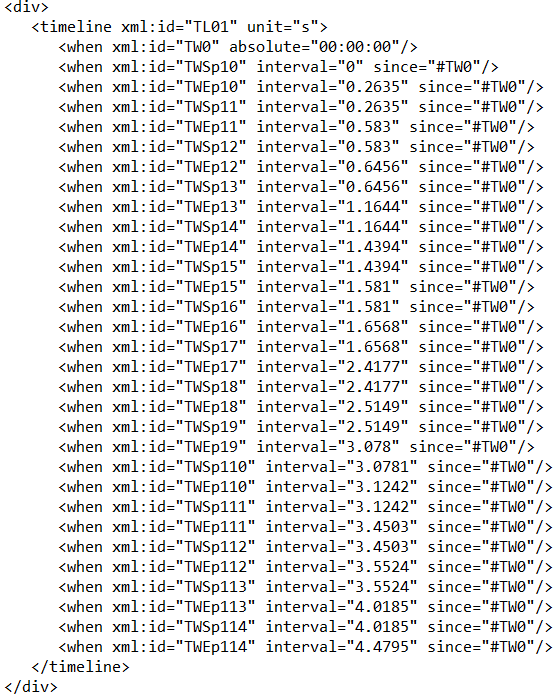 <div>
<timeline xml:id="TL01" unit="s">
<when xml:id="TW0" absolute="00:00:00"/>
<when xml:id="TWSp10" interval="0" since="#TW0"/>
<when xml:id="TWEp10" interval="0.2635" since="#TW0"/>
<when xml:id="TWSp11" interval="0.2635" since="#TW0"/>
<when xml:id="TWEp11" interval="0.583" since="#TW0"/>
<when xml:id="TWSp12" interval="0.583" since="#TW0"/>
<when xml:id="TWEp12" interval="0.6456" since="#TW0"/>
<when xml:id="TWSp13" interval="0.6456" since="#TW0"/>
<when xml:id="TWEp13" interval="1.1644" since="#TW0"/>
<when xml:id="TWSp14" interval="1.1644" since="#TW0"/>
<when xml:id="TWEp14" interval="1.4394" since="#TW0"/>
<when xml:id="TWSp15" interval="1.4394" since="#TW0"/>
<when xml:id="TWEp15" interval="1.581" since="#TW0"/>
<when xml:id="TWSp16" interval="1.581" since="#TW0"/>
<when xml:id="TWEp16" interval="1.6568" since="#TW0"/>
<when xml:id="TWSp17" interval="1.6568" since="#TW0"/>
<when xml:id="TWEp17" interval="2.4177" since="#TW0"/>
<when xml:id="TWSp18" interval="2.4177" since="#TW0"/>
<when xml:id="TWEp18" interval="2.5149" since="#TW0"/>
<when xml:id="TWSp19" interval="2.5149" since="#TW0"/>
<when xml:id="TWEp19" interval="3.078" since="#TW0"/>
<when xml:id="TWSp110" interval="3.0781" since="#TW0"/>
<when xml:id="TWEp110" interval="3.1242" since="#TW0"/>
<when xml:id="TWSp111" interval="3.1242" since="#TW0"/>
<when xml:id="TWEp111" interval="3.4503" since="#TW0"/>
<when xml:id="TWSp112" interval="3.4503" since="#TW0"/>
<when xml:id="TWEp112" interval="3.5524" since="#TW0"/>
<when xml:id="TWSp113" interval="3.5524" since="#TW0"/>
<when xml:id="TWEp113" interval="4.0185" since="#TW0"/>
<when xml:id="TWSp114" interval="4.0185" since="#TW0"/>
<when xml:id="TWEp114" interval="4.4795" since="#TW0"/>
</timeline>
</div>